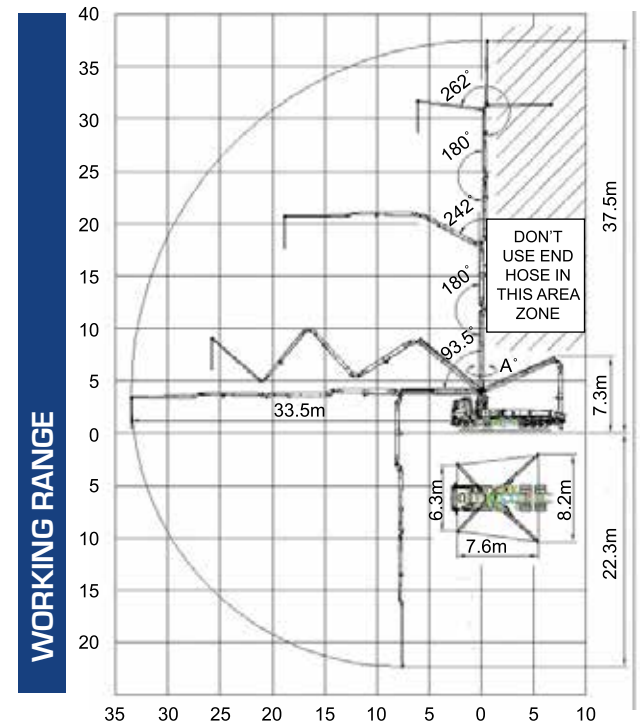 WORKING RANGE
40
35
30
25
20
15
10
5
0
5
10
15
20
35 30 25 20 15 10 5 0 5 10
262°
180°
242°
180°
93.5°
A°
DON'T
USE END
HOSE IN
THIS AREA
ZONE
37.5m
7.3m
33.5m
22.3m
6.3m
8.2m
7.6m